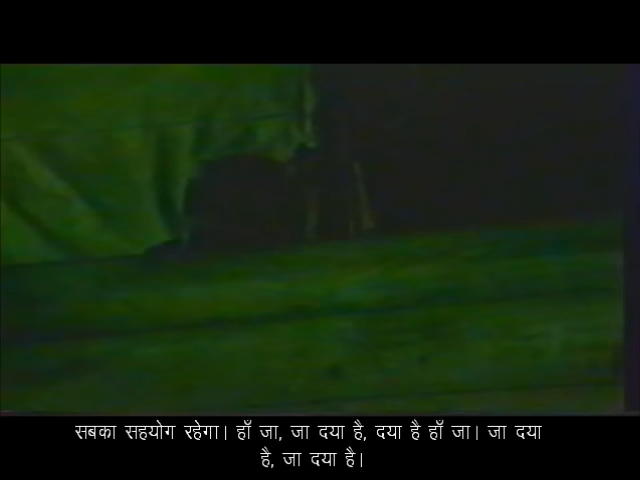 सबका सहयोग रहेगा। हाँ जा, जा दया है, दया है हाँ जा। जा दया
है, जा दया है।